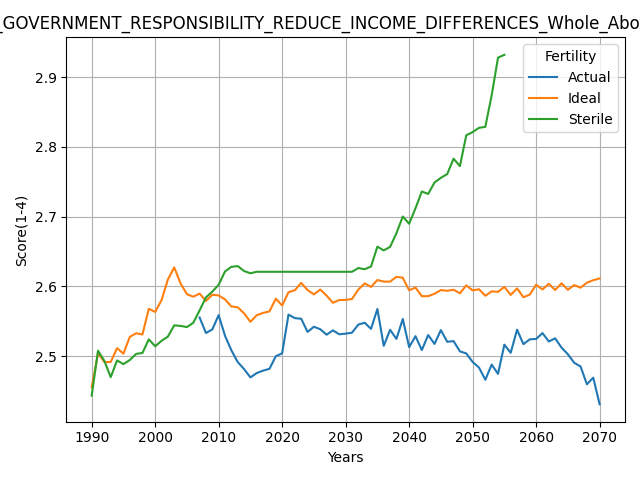 _GOVERNMENT_RESPONSIBILITY_REDUCE_INCOME_DIFFERENCES_Whole_Abo
Fertility
Actual
Ideal
Sterile
Score(1-4)
2.9
2.8
2.7
2.6
2.5
1990 2000 2010 2020 2030 2040 2050 2060 2070
Years